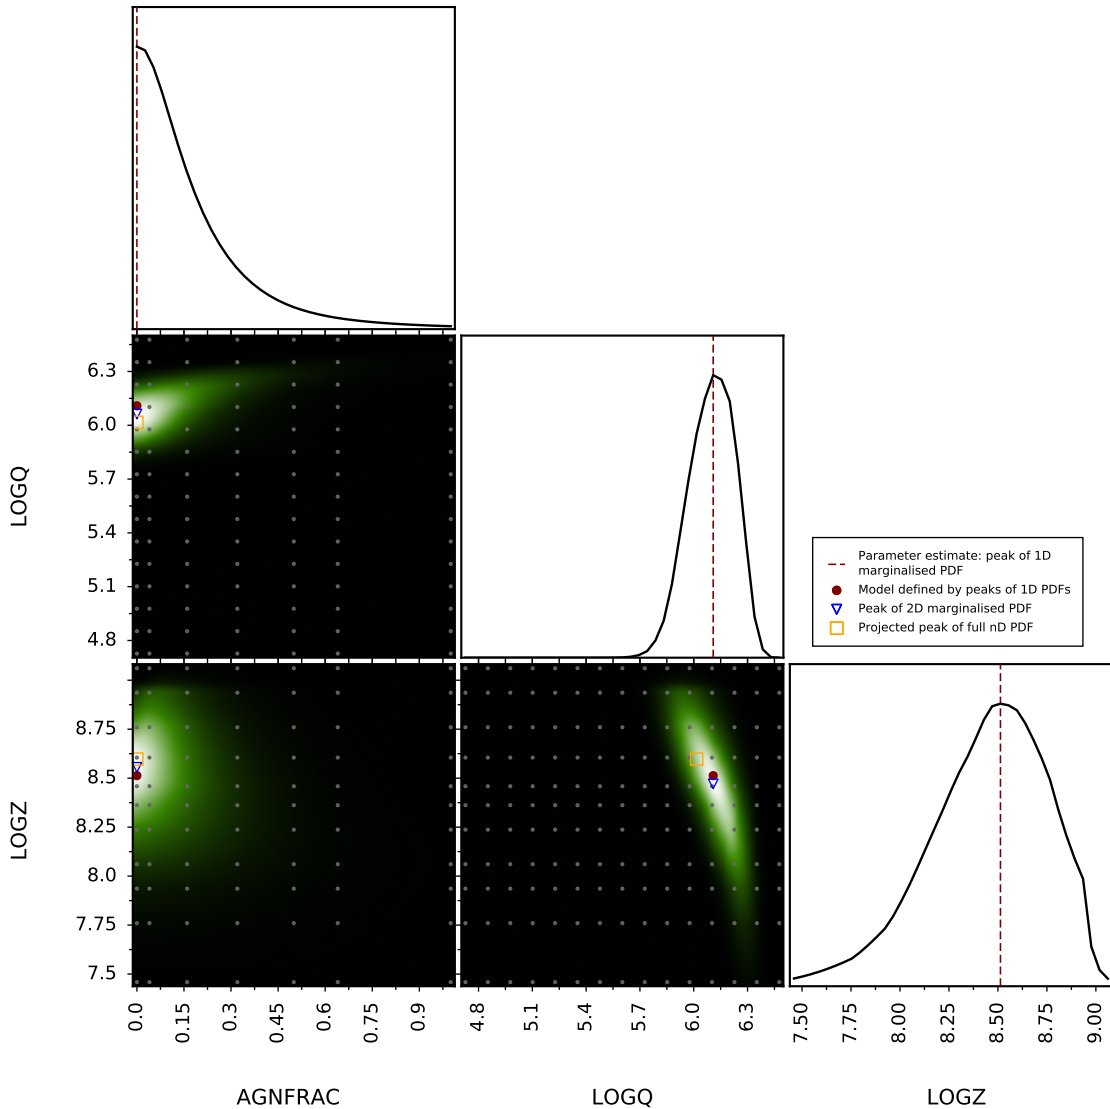 6.3
6.0
5.7
5.4
5.1
4.8
LOGQ
Parameter estimate: peak of 1D
marginalised PDF
Model defined by peaks of 1D PDFs
Peak of 2D marginalised PDF
Projected peak of full nD PDF
8.75
8.5
8.25
8.0
7.75
7.5
LOGZ
0.0 0.15 0.3 0.45 0.6 0.75 0.9
4.8 5.1 5.4 5.7 6.0 6.3
7.50 7.75 8.00 8.25 8.50 8.75 9.00
AGNFRAC
LOGQ
LOGZ